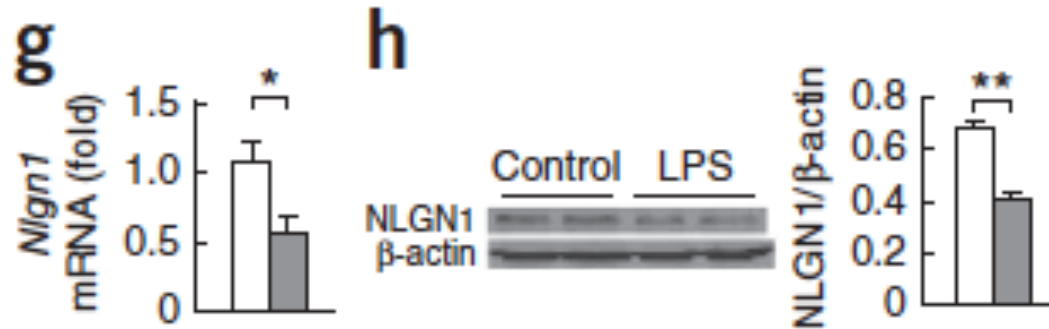 g
Nlgn1
mRNA (fold)
1.5
1.0
0.5
0
*
h
Control LPS
NLGN1
β-actin
NLGN1/β-actin
0.8
0.6
0.4
0.2
0
**